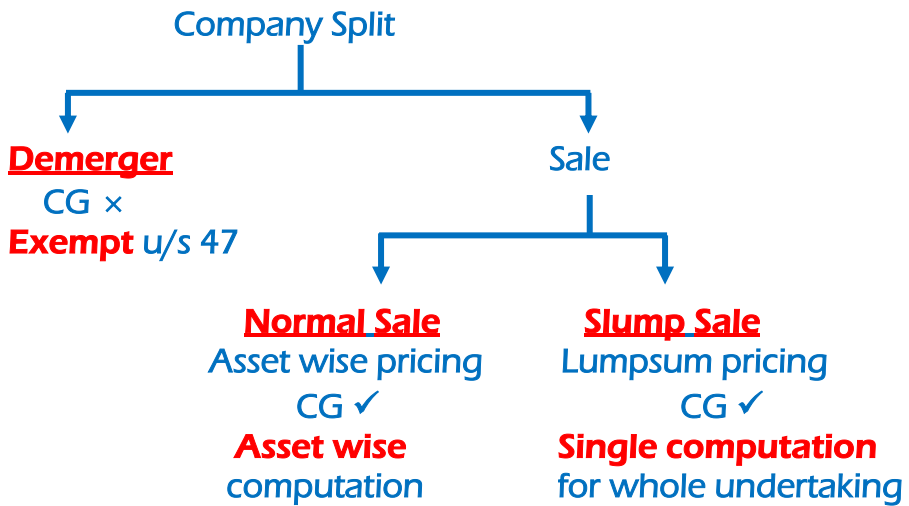 Company Split
Demerger
CG ×
Exempt u/s 47
Sale
Normal Sale
Asset wise pricing
CG ✓
Asset wise
computation
Slump Sale
Lumpsum pricing
CG ✓
Single computation
for whole undertaking